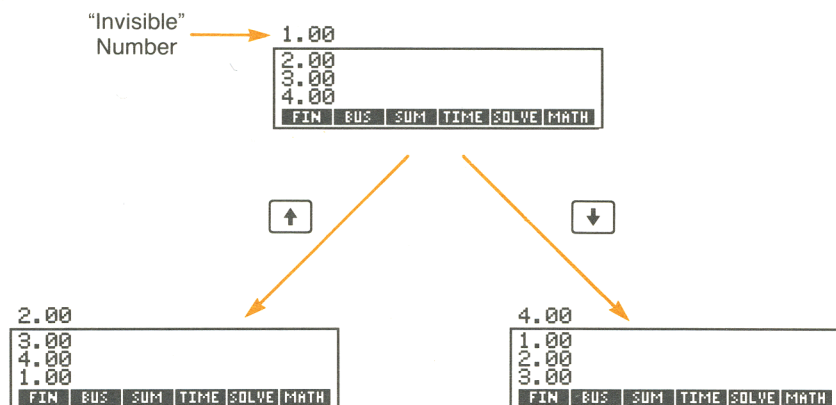 “Invisible”
Number
1.00
2.00
3.00
4.00
FIN BUS SUM TIME SOLVE MATH
2.00
3.00
4.00
1.00
FIN BUS SUM TIME SOLVE MATH
4.00
1.00
2.00
3.00
FIN BUS SUM TIME SOLVE MATH